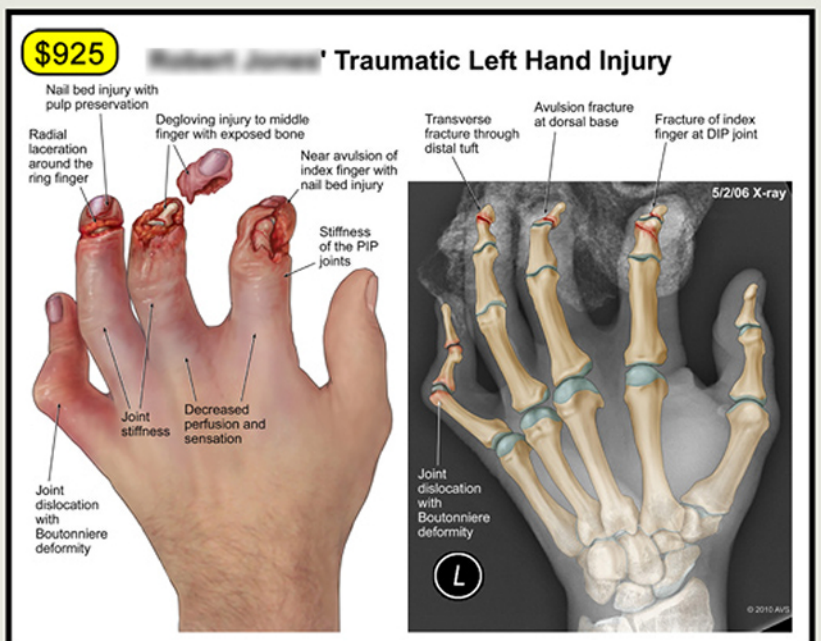 $925
' Traumatic Left Hand Injury
Nail bed injury with
pulp preservation
Degloving injury to middle
finger with exposed bone
Radial
laceration
around the
ring finger
Near avulsion of
index finger with
nail bed injury
Stiffness
of the PIP
joints
Joint
stiffness
Decreased
perfusion and
sensation
Joint
dislocation
with
Boutonniere
deformity
Transverse
fracture through
distal tuft
Avulsion fracture
at dorsal base
Fracture of index
finger at DIP joint
5/2/06 X-ray
Joint
dislocation
with
Boutonniere
deformity
L
© 2010 AVS